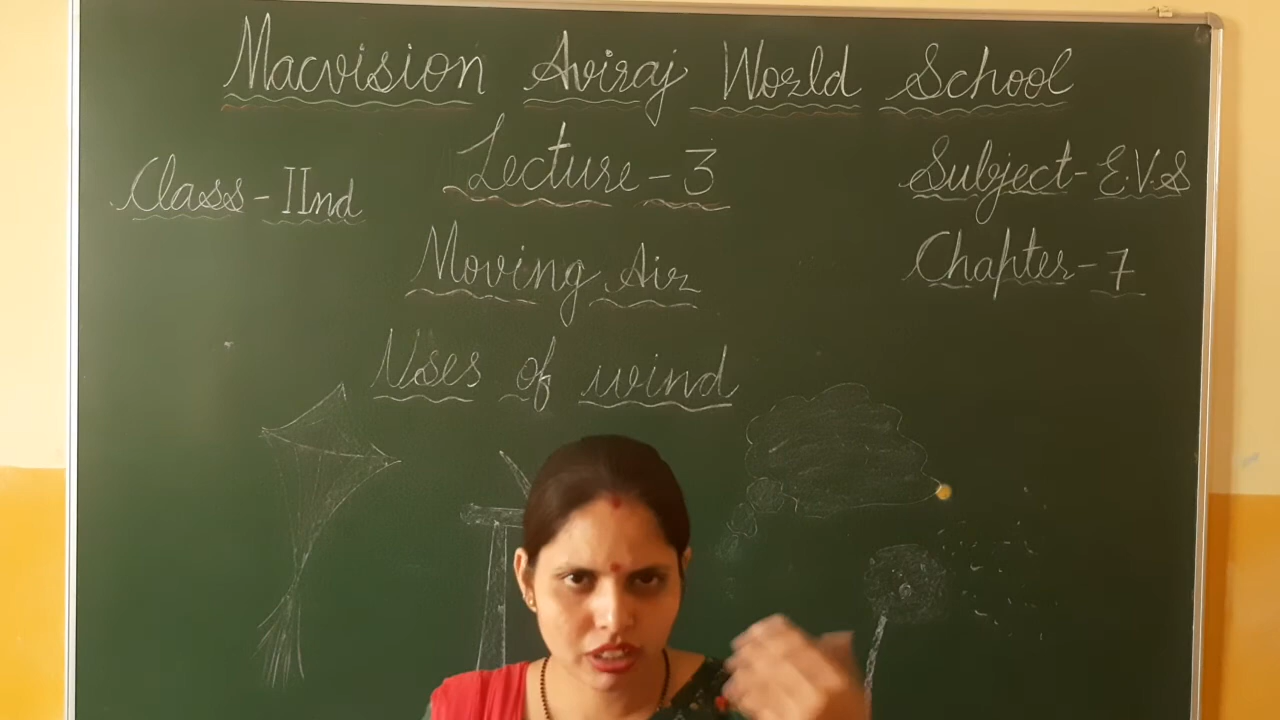 Macvision Aviraj World School
Lecture-3
Class-IInd
Subject-E.V.S
Moving Air
Chapter-7
Uses of wind